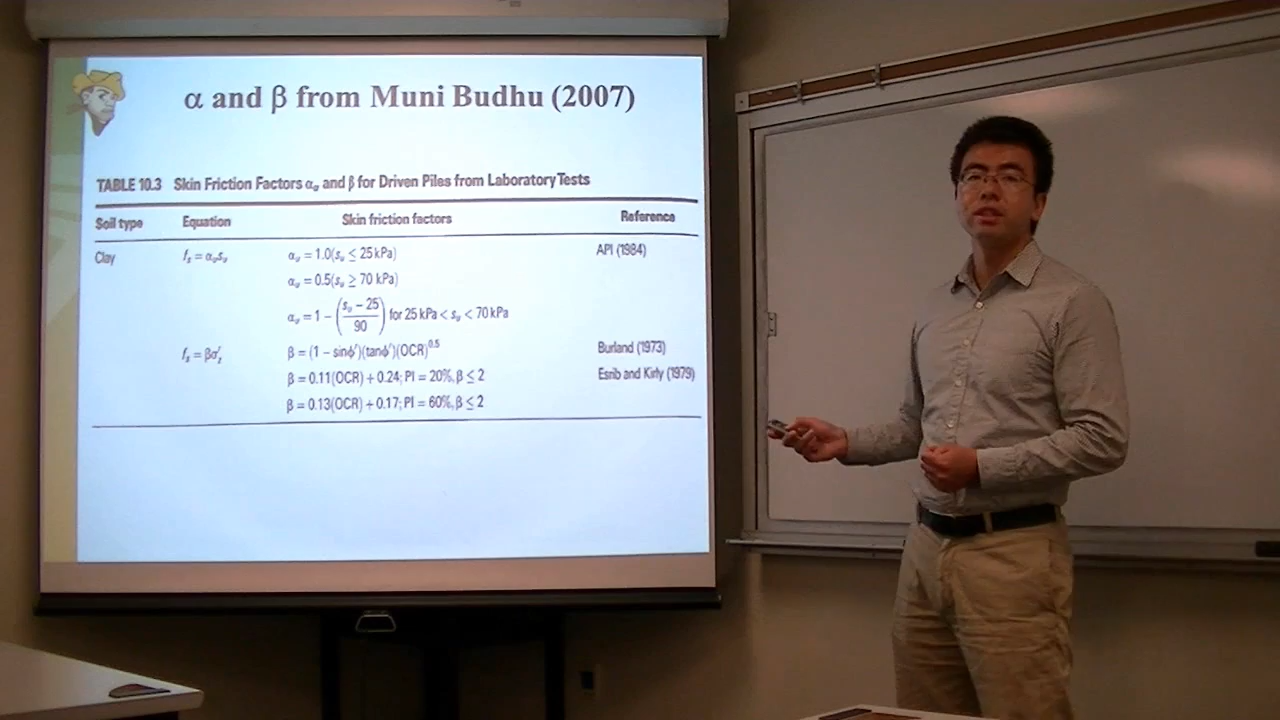 α and β from Muni Budhu (2007)
TABLE 10.3 Skin Friction Factors αᵤ and β for Driven Piles from Laboratory Tests
Soil type Equation Skin friction factors Reference
Clay fₛ = αᵤsᵤ αᵤ = 1.0(sᵤ ≤ 25 kPa) API (1984)
αᵤ = 0.5(sᵤ ≥ 70 kPa)
αᵤ = 1 − ((sᵤ − 25)/90) for 25 kPa < sᵤ < 70 kPa
fₛ = βσ′ β = (1 − sinϕ′)(tanϕ′)(OCR)^0.5 Burland (1973)
β = 0.11(OCR) + 0.24; PI = 20%, β ≤ 2 Esrib and Kirly (1979)
β = 0.13(OCR) + 0.17; PI = 60%, β ≤ 2